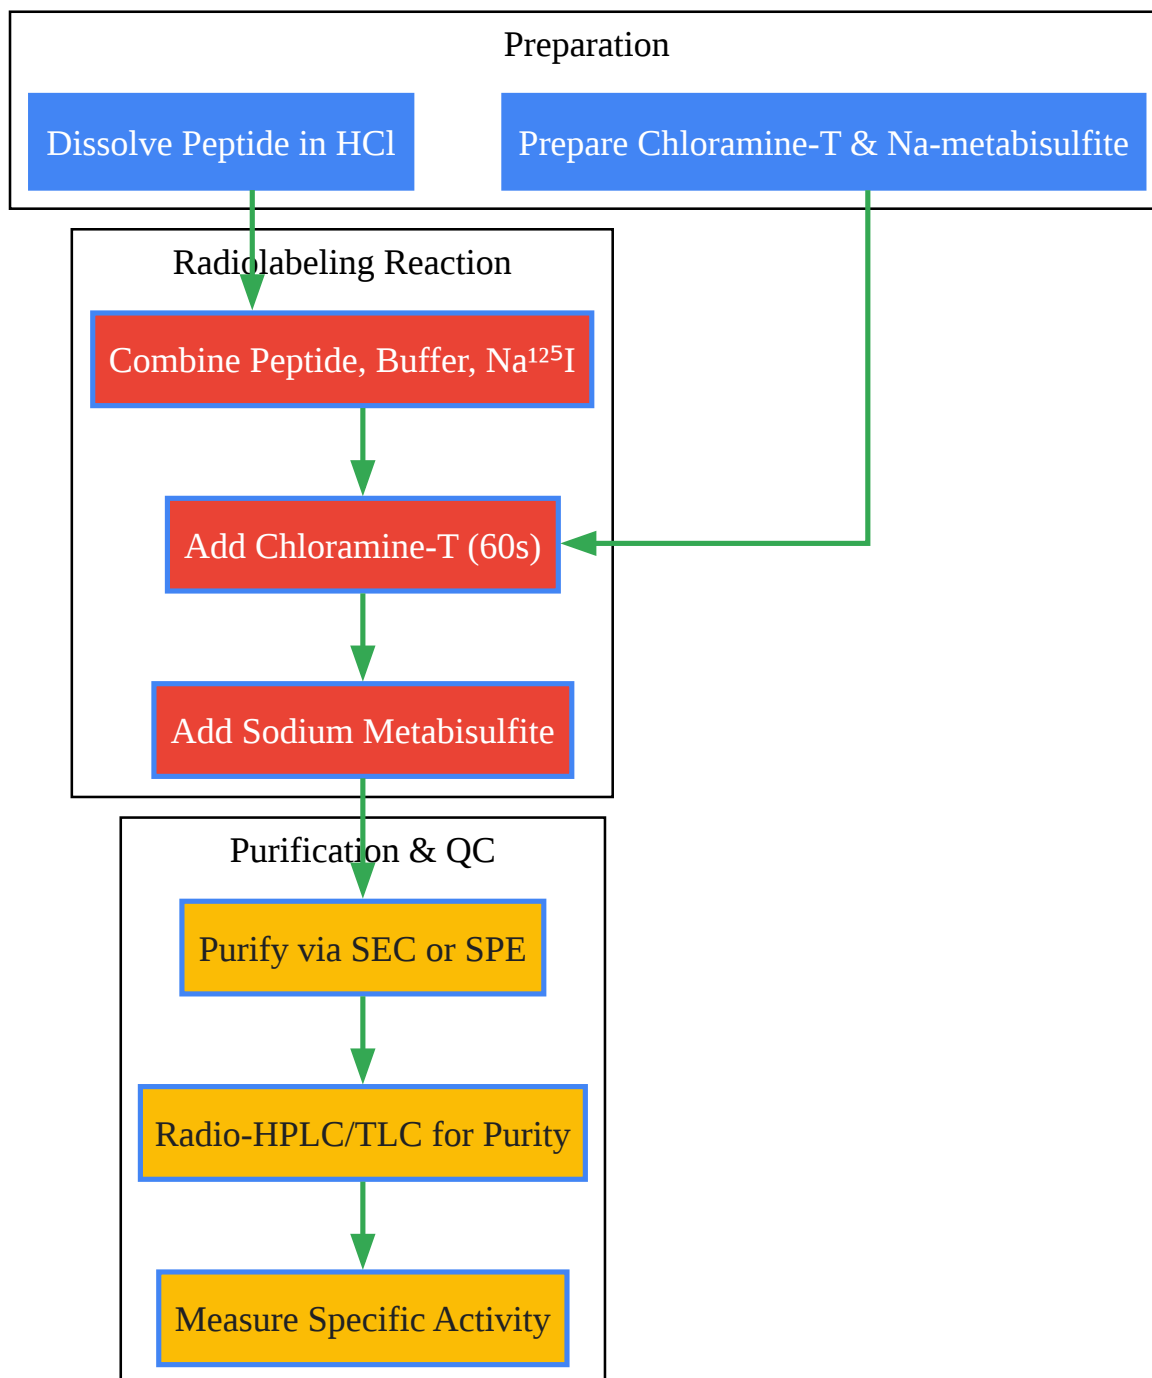 Preparation
Dissolve Peptide in HCl
Prepare Chloramine-T & Na-metabisulfite
Radiolabeling Reaction
Combine Peptide, Buffer, Na¹²⁵I
Add Chloramine-T (60s)
Add Sodium Metabisulfite
Purification & QC
Purify via SEC or SPE
Radio-HPLC/TLC for Purity
Measure Specific Activity